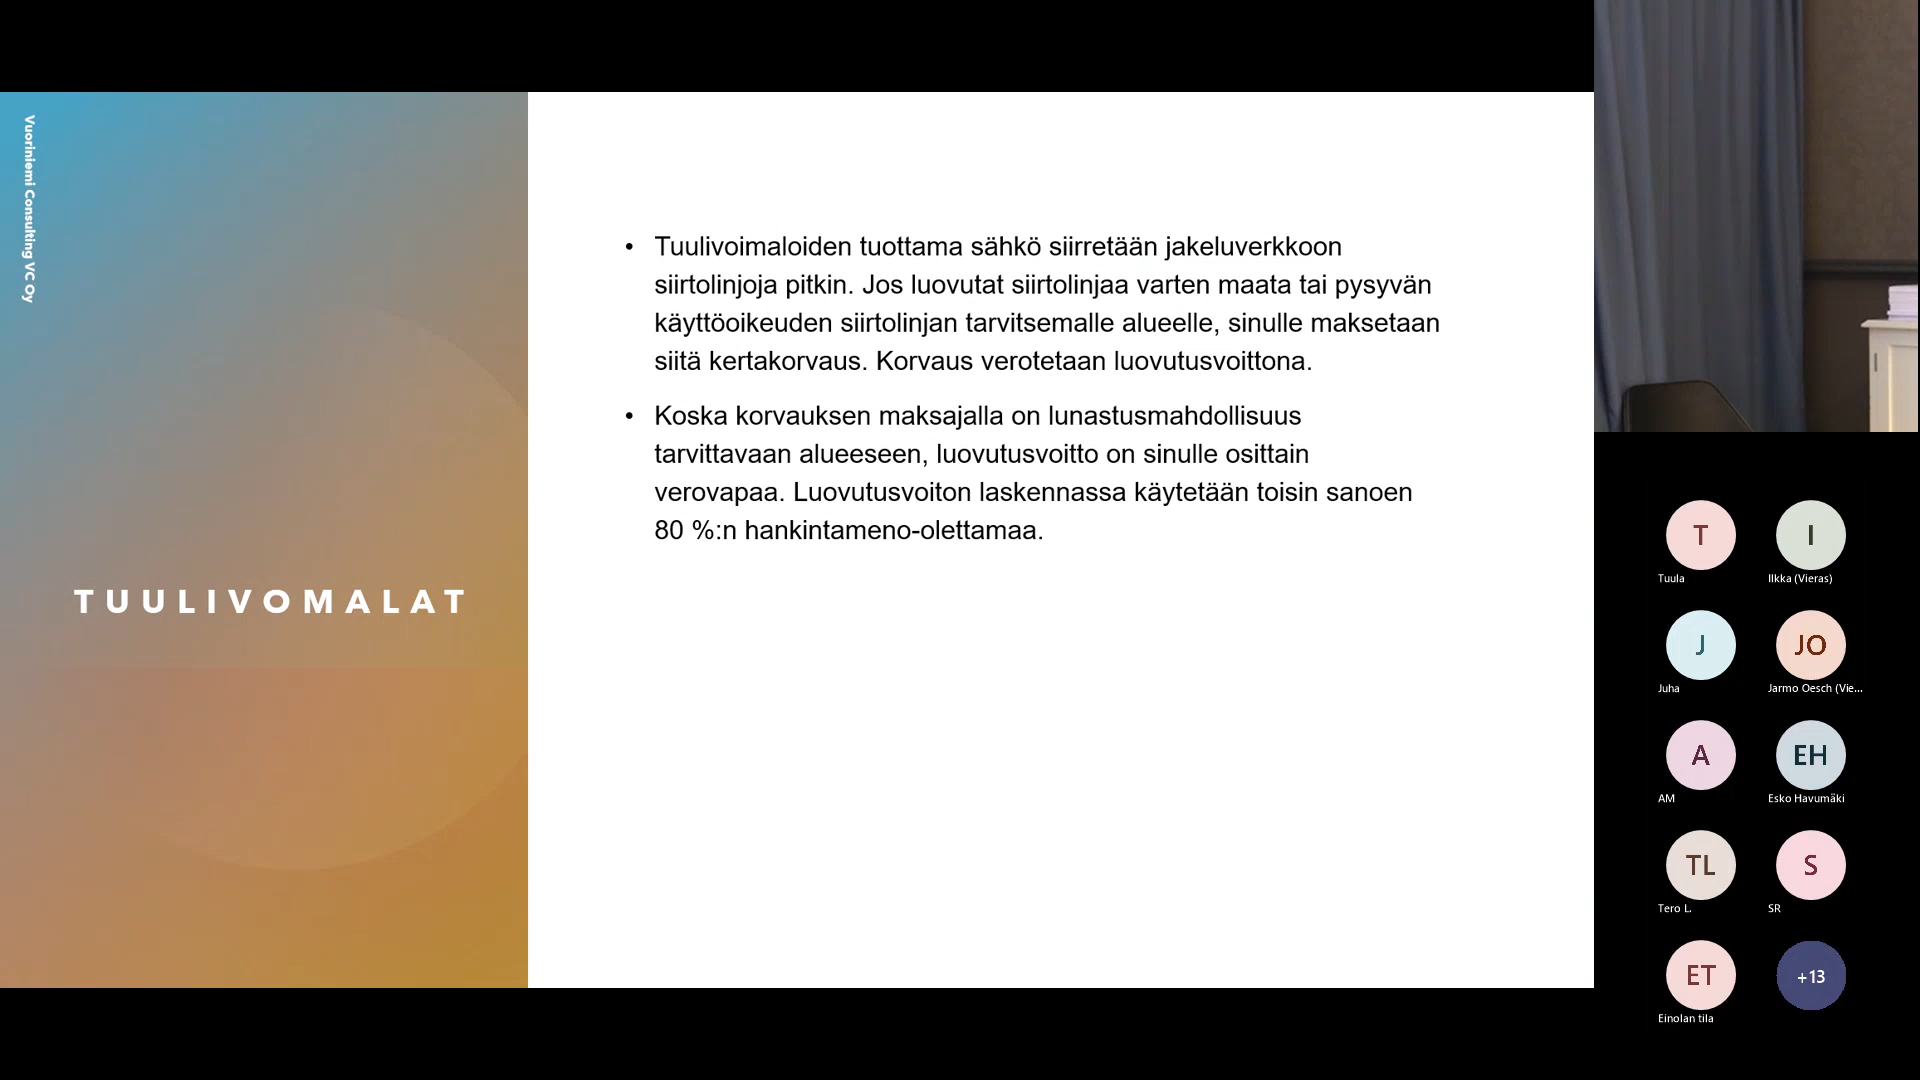 Vuoriniemi Consulting VC Oy
TUULIVOMALAT
• Tuulivoimaloiden tuottama sähkö siirretään jakeluverkkoon
siirtolinjoja pitkin. Jos luovutat siirtolinjaa varten maata tai pysyvän
käyttöoikeuden siirtolinjan tarvitsemalle alueelle, sinulle maksetaan
siitä kertakorvaus. Korvaus verotetaan luovutusvoittona.
• Koska korvauksen maksajalla on lunastusmahdollisuus
tarvittavaan alueeseen, luovutusvoitto on sinulle osittain
verovapaa. Luovutusvoiton laskennassa käytetään toisin sanoen
80 %:n hankintameno-olettamaa.
T
Tuula
I
Ilkka (Vieras)
J
Juha
JO
Jarmo Oesch (Vie...
A
AM
EH
Esko Havumäki
TL
Tero L.
S
SR
ET
Einolan tila
+13